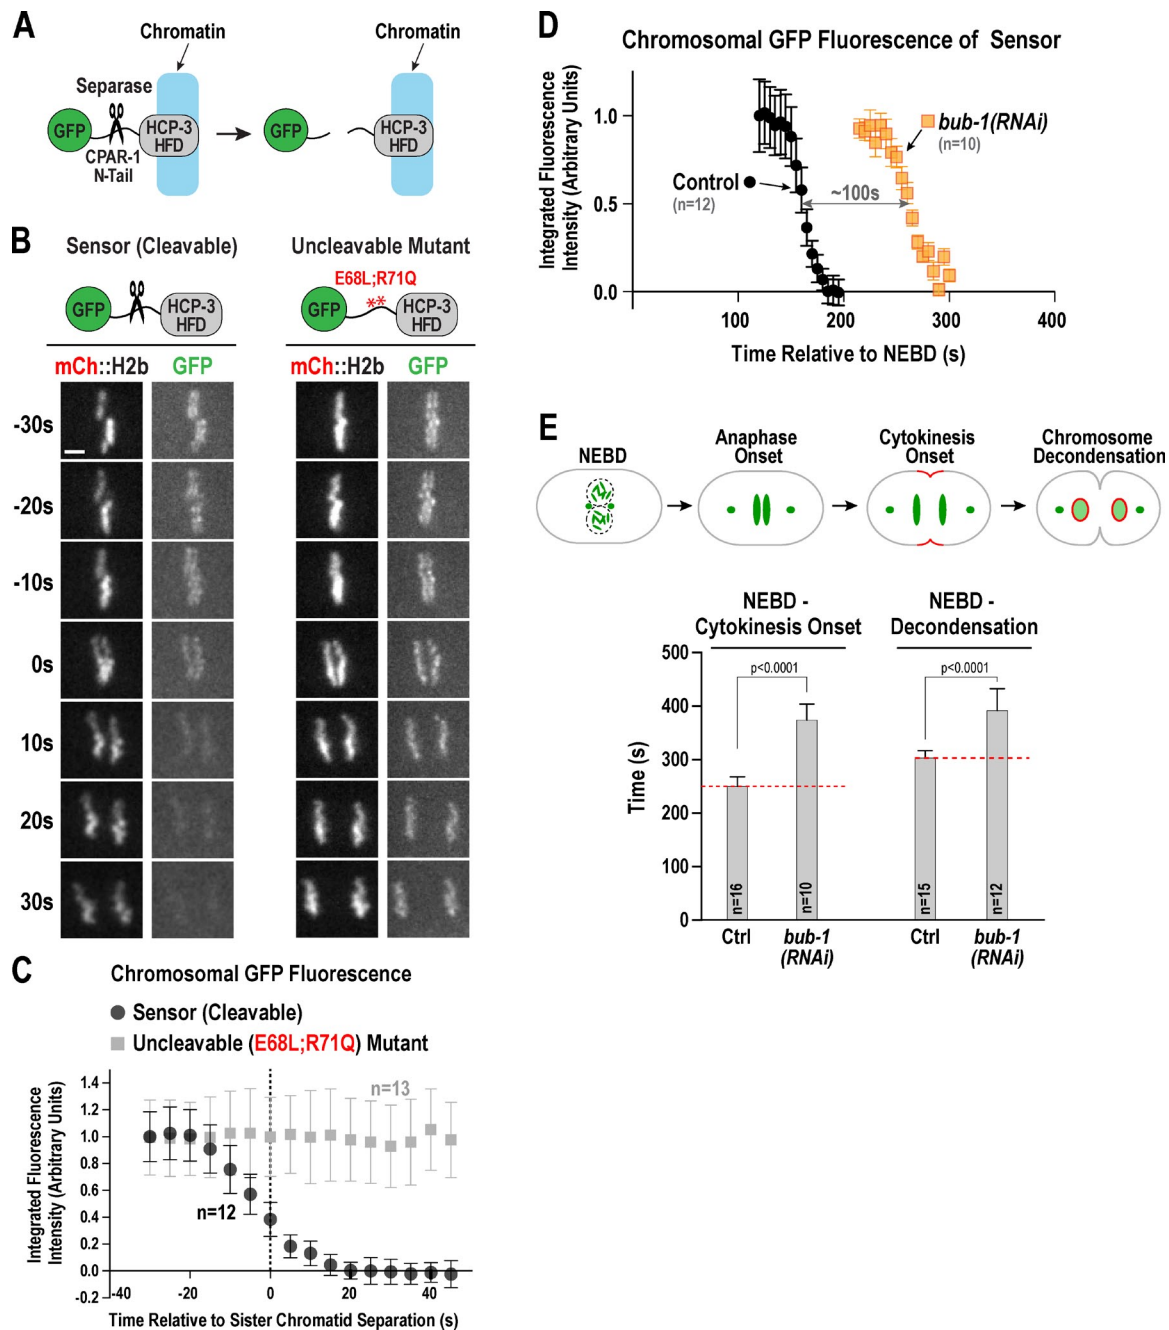 A
Chromatin
Chromatin
Separase
GFP
HCP-3
HFD
CPAR-1
N-Tail
GFP
HCP-3
HFD
B
Sensor (Cleavable)
Uncleavable Mutant
E68L;R71Q
GFP
HCP-3
HFD
GFP
**
HCP-3
HFD
mCh::H2b
GFP
mCh::H2b
GFP
-30s
-20s
-10s
0s
10s
20s
30s
C
Chromosomal GFP Fluorescence
Sensor (Cleavable)
Uncleavable (E68L;R71Q) Mutant
Integrated Fluorescence
Intensity (Arbitrary Units)
1.4
1.2
1.0
0.8
0.6
0.4
0.2
0.0
-0.2
n=13
n=12
-40
-20
0
20
40
Time Relative to Sister Chromatid Separation (s)
D
Chromosomal GFP Fluorescence of Sensor
Integrated Fluorescence
Intensity (Arbitrary Units)
1.0
0.5
0.0
bub-1(RNAi)
(n=10)
Control
(n=12)
~100s
100
200
300
400
Time Relative to NEBD (s)
E
NEBD
Anaphase
Onset
Cytokinesis
Onset
Chromosome
Decondensation
NEBD -
Cytokinesis Onset
NEBD -
Decondensation
Time (s)
500
400
300
200
100
0
p<0.0001
p<0.0001
n=16
n=10
n=15
n=12
Ctrl
bub-1
(RNAi)
Ctrl
bub-1
(RNAi)